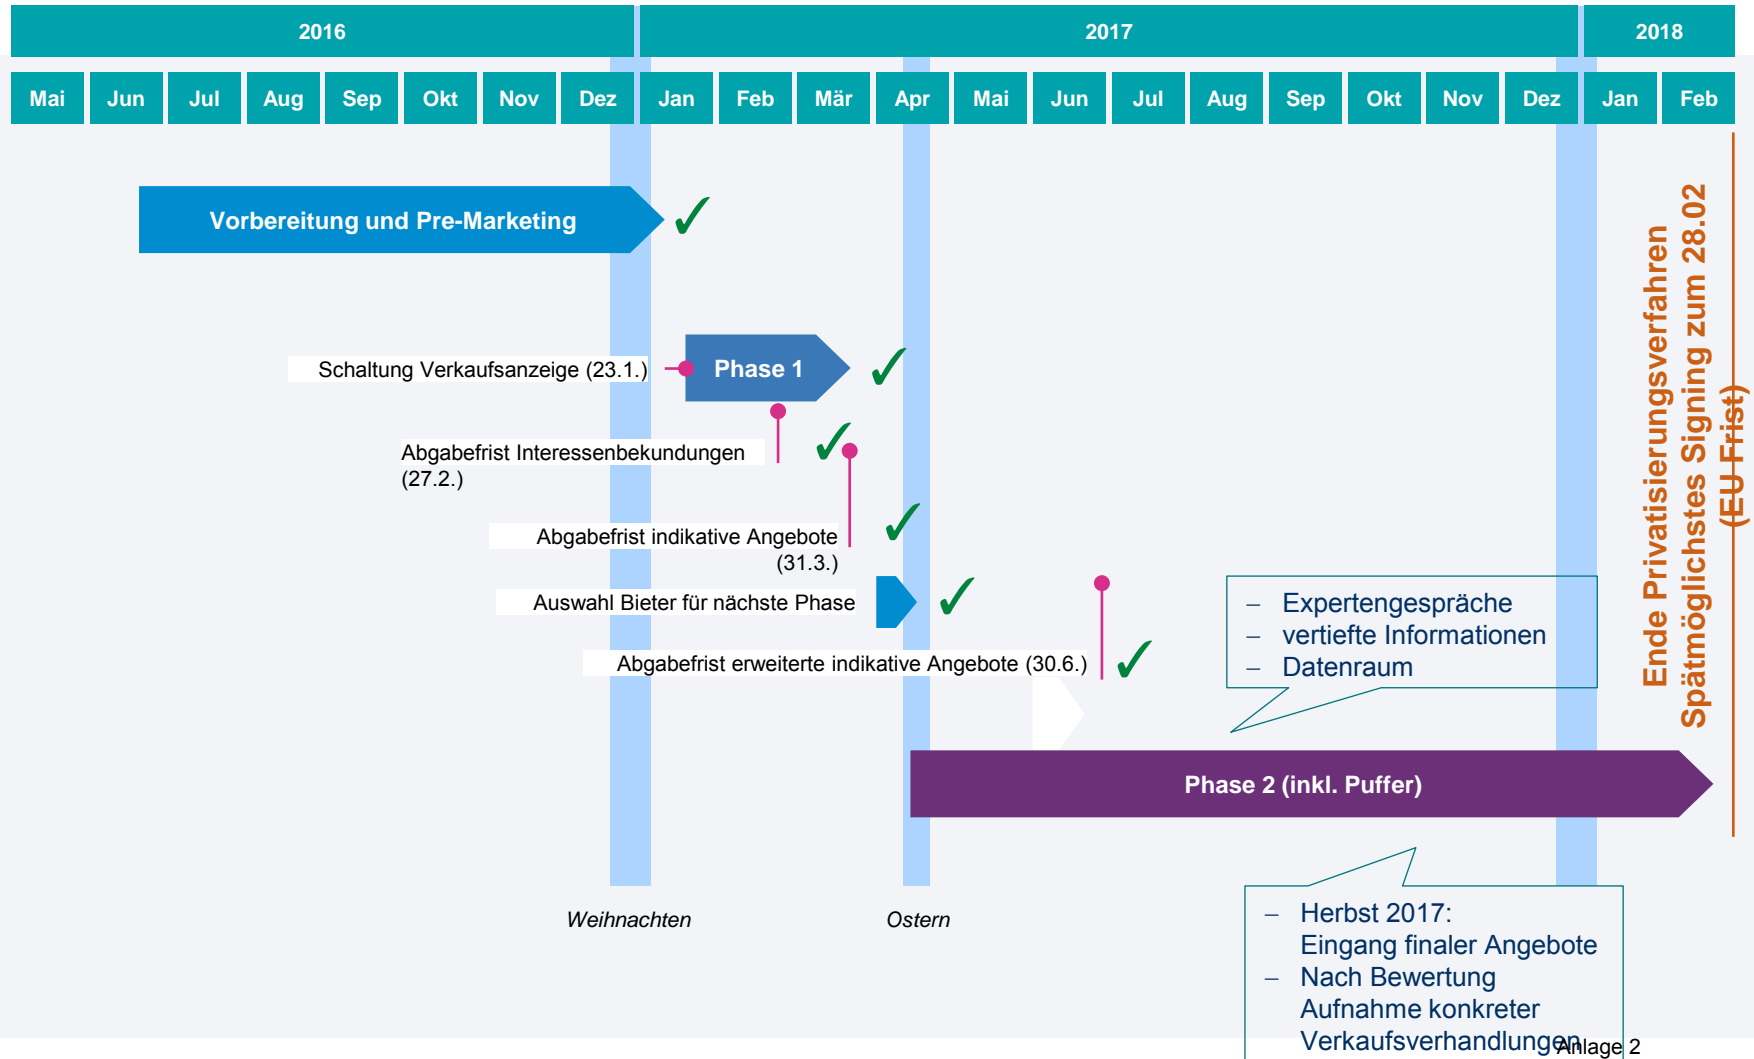 2016 2017 2018
Mai Jun Jul Aug Sep Okt Nov Dez Jan Feb Mär Apr Mai Jun Jul Aug Sep Okt Nov Dez Jan Feb
Vorbereitung und Pre-Marketing
Schaltung Verkaufsanzeige (23.1.)
Phase 1
Abgabefrist Interessenbekundungen
(27.2.)
Abgabefrist indikative Angebote
(31.3.)
Auswahl Bieter für nächste Phase
Abgabefrist erweiterte indikative Angebote (30.6.)
– Expertengespräche
– vertiefte Informationen
– Datenraum
Phase 2 (inkl. Puffer)
Ende Privatisierungsverfahren
Spätmöglichstes Signing zum 28.02
(EU Frist)
Weihnachten
Ostern
– Herbst 2017:
Eingang finaler Angebote
– Nach Bewertung
Aufnahme konkreter
Verkaufsverhandlungen
Anlage 2